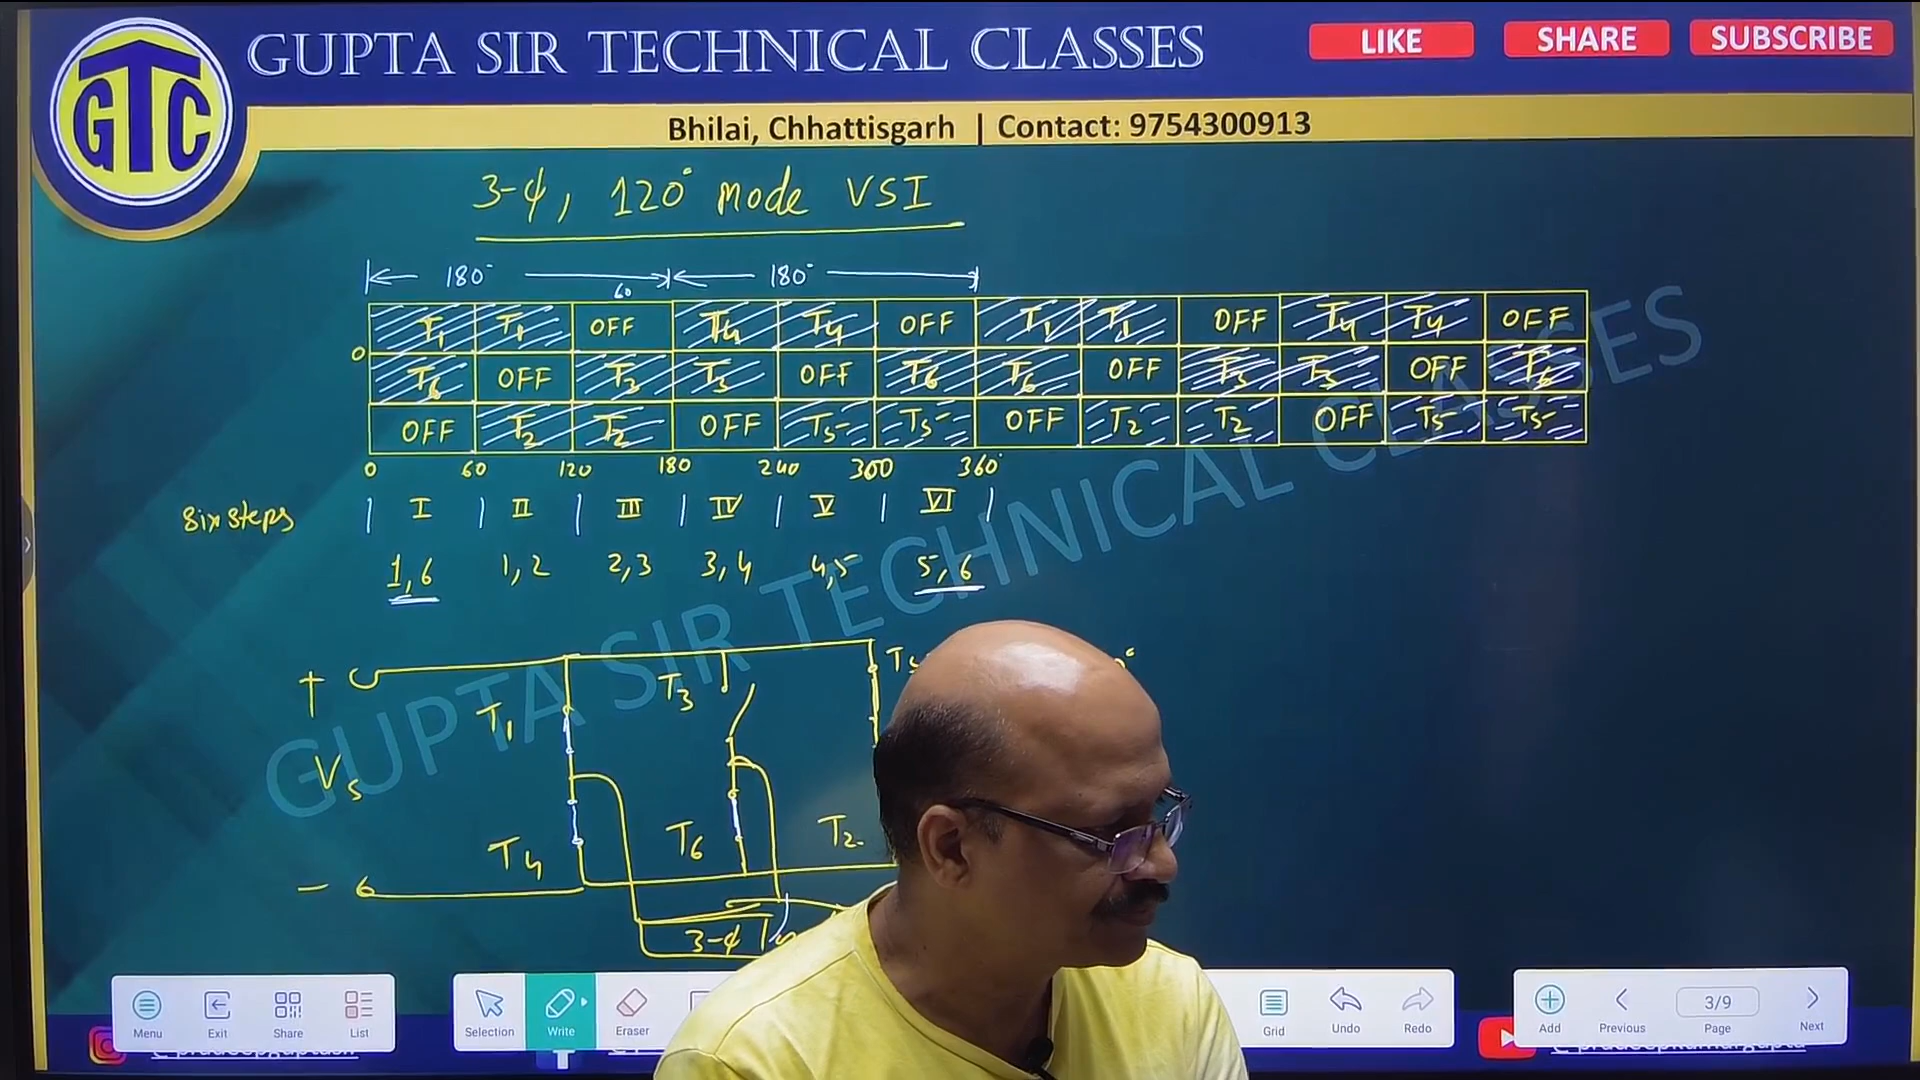 GTC
GUPTA SIR TECHNICAL CLASSES
LIKE
SHARE
SUBSCRIBE
Bhilai, Chhattisgarh | Contact: 9754300913
3-φ, 120° mode VSI
180° 180°
60
T1 T1 OFF T4 T4 OFF T1 T1 OFF T4 T4 OFF
0
T6 OFF T3 T3 OFF T6 T6 OFF T3 T3 OFF T6
OFF T2 T2 OFF T5 T5 OFF T2 T2 OFF T5 T5
0 60 120 180 240 300 360°
Six steps I II III IV V VI
1,6 1,2 2,3 3,4 4,5 5,6
GUPTA SIR TECHNICAL CLASSES
+ T1 T3
Vs
T4 T6 T2
−
3-φ
Menu Exit Share List
Selection Write Eraser
Grid Undo Redo
Add Previous 3/9 Page Next